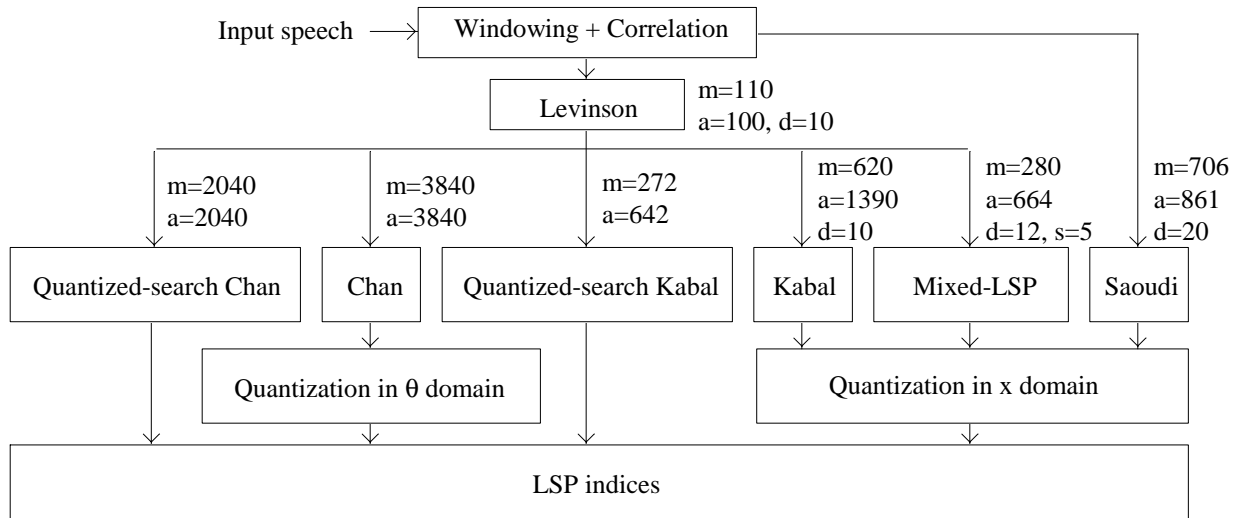 Input speech
Windowing + Correlation
Levinson
m=110
a=100, d=10
m=2040
a=2040
m=3840
a=3840
m=272
a=642
m=620
a=1390
d=10
m=280
a=664
d=12, s=5
m=706
a=861
d=20
Quantized-search Chan
Chan
Quantized-search Kabal
Kabal
Mixed-LSP
Saoudi
Quantization in θ domain
Quantization in x domain
LSP indices